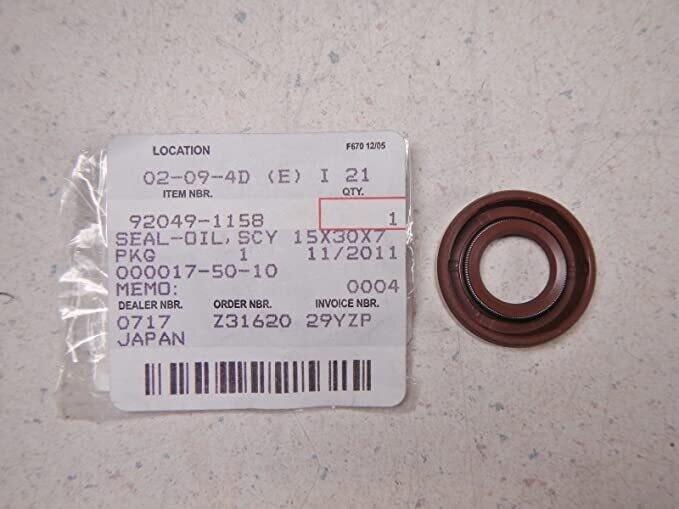 LOCATION F670 12/05
02-09-4D (E) I 21
ITEM NBR. QTY.
92049-1158 1
SEAL-OIL,SCY 15X30X7
PKG 1 11/2011
000017-50-10
MEMO: 0004
DEALER NBR. ORDER NBR. INVOICE NBR.
0717 Z31620 29YZP
JAPAN